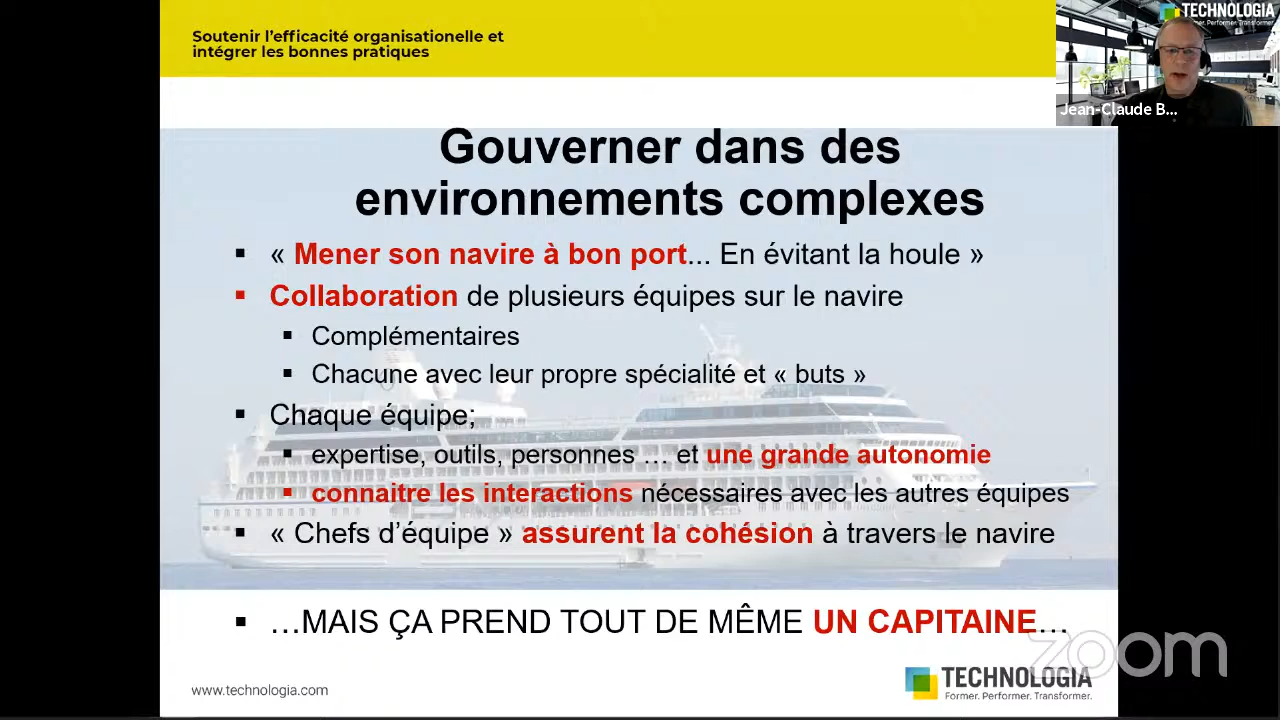 Soutenir l’efficacité organisationelle et
intégrer les bonnes pratiques
TECHNOLOGIA
Performer. Transformer
Jean-Claude B...
Gouverner dans des
environnements complexes
▪ « Mener son navire à bon port... En évitant la houle »
▪ Collaboration de plusieurs équipes sur le navire
▪ Complémentaires
▪ Chacune avec leur propre spécialité et « buts »
▪ Chaque équipe;
▪ expertise, outils, personnes … et une grande autonomie
▪ connaitre les interactions nécessaires avec les autres équipes
▪ « Chefs d’équipe » assurent la cohésion à travers le navire
▪ …MAIS ÇA PREND TOUT DE MÊME UN CAPITAINE…
zoom
www.technologia.com
TECHNOLOGIA
Former. Performer. Transformer.